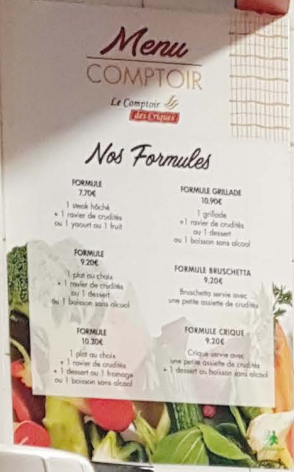 Menu
COMPTOIR
Le Comptoir
des Criques
Nos Formules
FORMULE
7.70€
1 steak hâché
+ 1 ravier de crudités
ou 1 yaourt ou 1 fruit
FORMULE
9.20€
1 plat au choix
+ 1 ravier de crudités
ou 1 dessert
ou 1 boisson sans alcool
FORMULE
10.20€
1 plat au choix
+ 1 ravier de crudités
+ 1 dessert ou 1 fromage
ou 1 boisson sans alcool
FORMULE GRILLADE
10.90€
1 grillade
+1 ravier de crudités
ou 1 dessert
ou 1 boisson sans alcool
FORMULE BRUSCHETTA
9.20€
Bruschetta servie avec
une petite assiette de crudités
FORMULE CRIQUE
9.20€
Crique servie avec
une petite assiette de crudités
+ 1 dessert ou boisson sans alcool